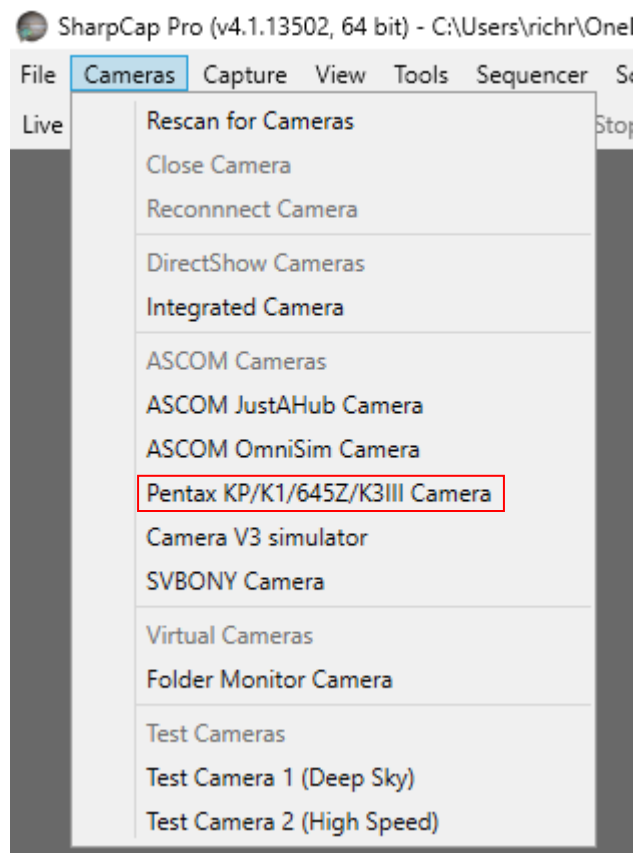 SharpCap Pro (v4.1.13502, 64 bit) - C:\Users\richr\One
File Cameras Capture View Tools Sequencer
Live Stop
Rescan for Cameras
Close Camera
Reconnnect Camera
DirectShow Cameras
Integrated Camera
ASCOM Cameras
ASCOM JustAHub Camera
ASCOM OmniSim Camera
Pentax KP/K1/645Z/K3III Camera
Camera V3 simulator
SVBONY Camera
Virtual Cameras
Folder Monitor Camera
Test Cameras
Test Camera 1 (Deep Sky)
Test Camera 2 (High Speed)